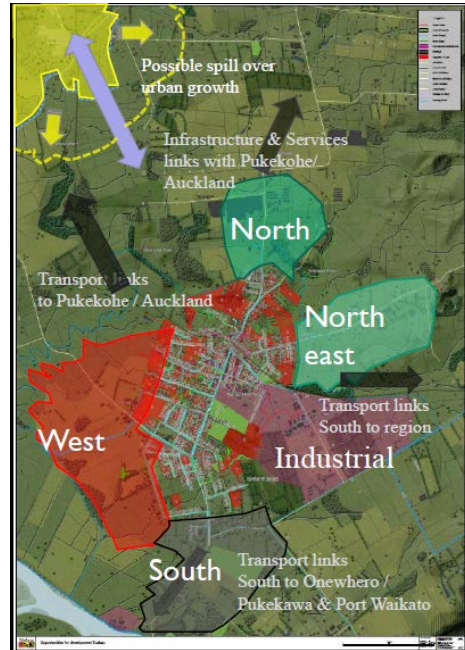 Possible spill over
urban growth
Infrastructure & Services
links with Pukekohe/
Auckland
North
Transport links
to Pukekohe / Auckland
North
east
Transport links
South to region
West
Industrial
South
Transport links
South to Onewhero /
Pukekawa & Port Waikato